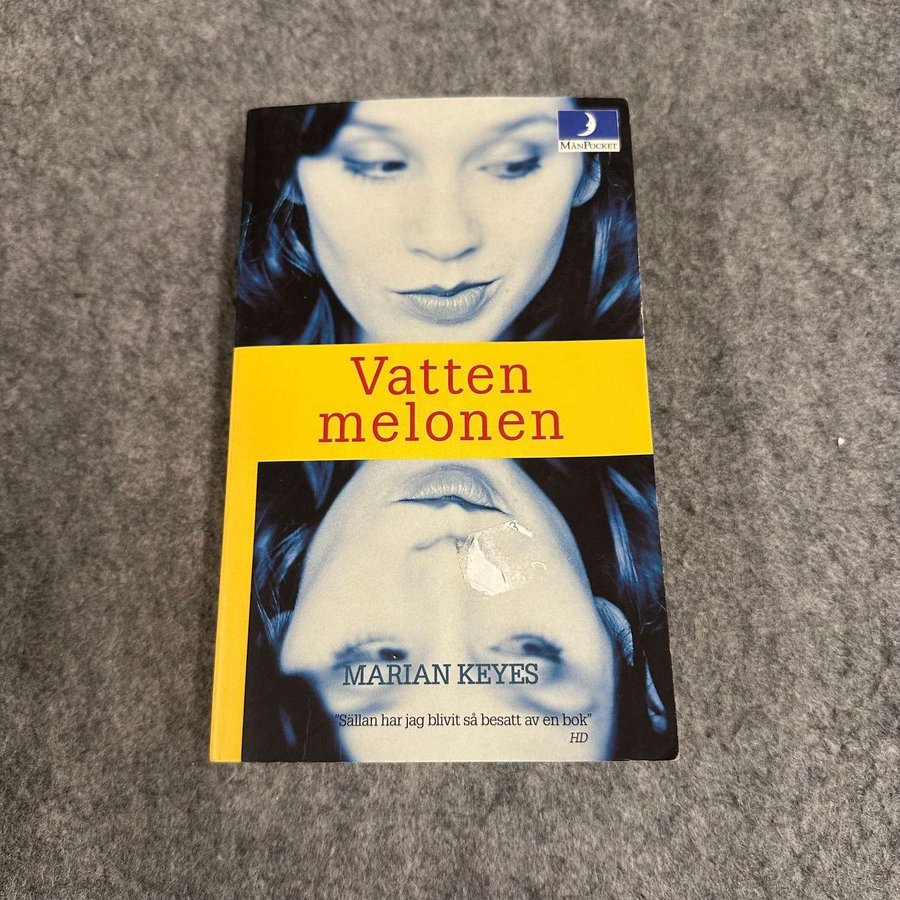 MÅNPOCKET
Vatten
melonen
MARIAN KEYES
"Sällan har jag blivit så besatt av en bok"
HD